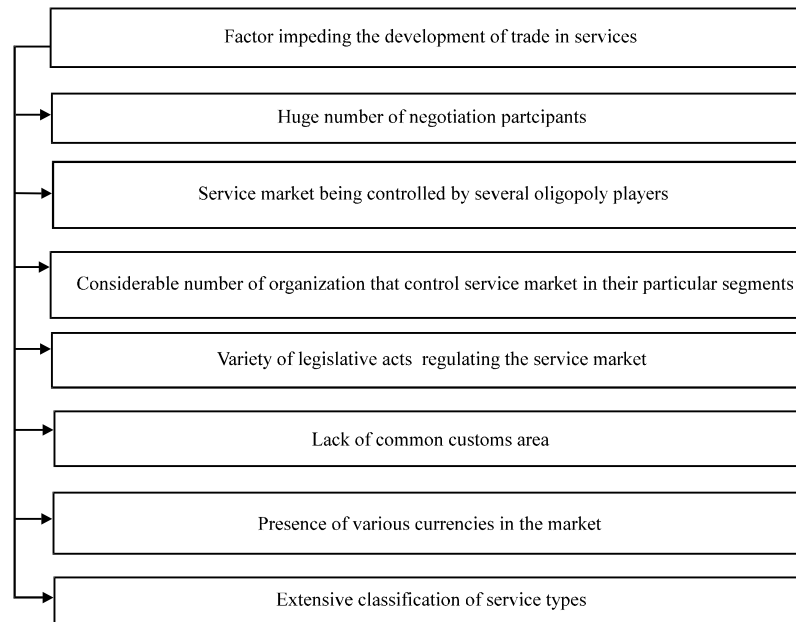 Factor impeding the development of trade in services
Huge number of negotiation partcipants
Service market being controlled by several oligopoly players
Considerable number of organization that control service market in their particular segments
Variety of legislative acts regulating the service market
Lack of common customs area
Presence of various currencies in the market
Extensive classification of service types